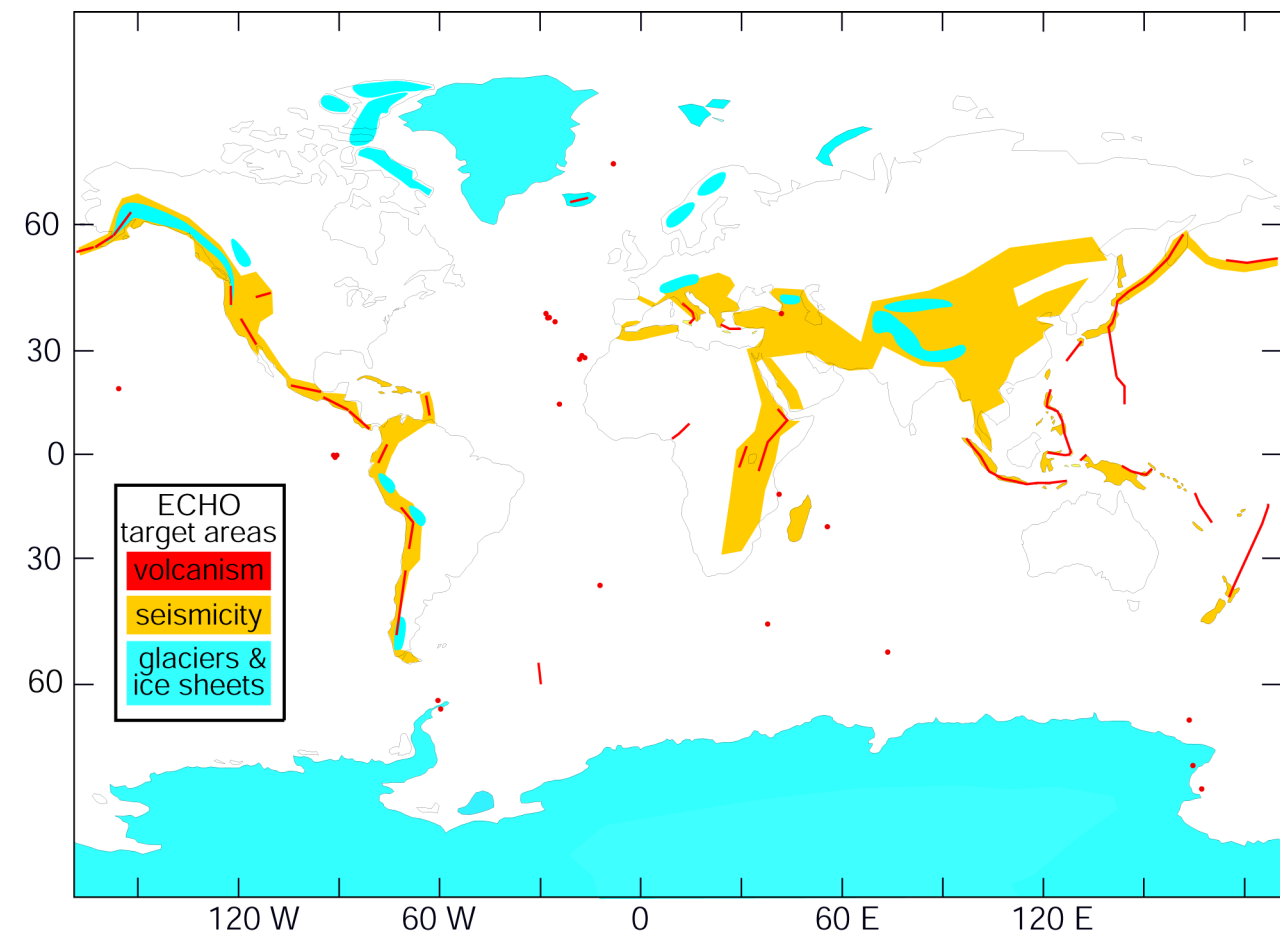 60
30
0
30
60
ECHO
target areas
volcanism
seismicity
glaciers &
ice sheets
120 W
60 W
0
60 E
120 E